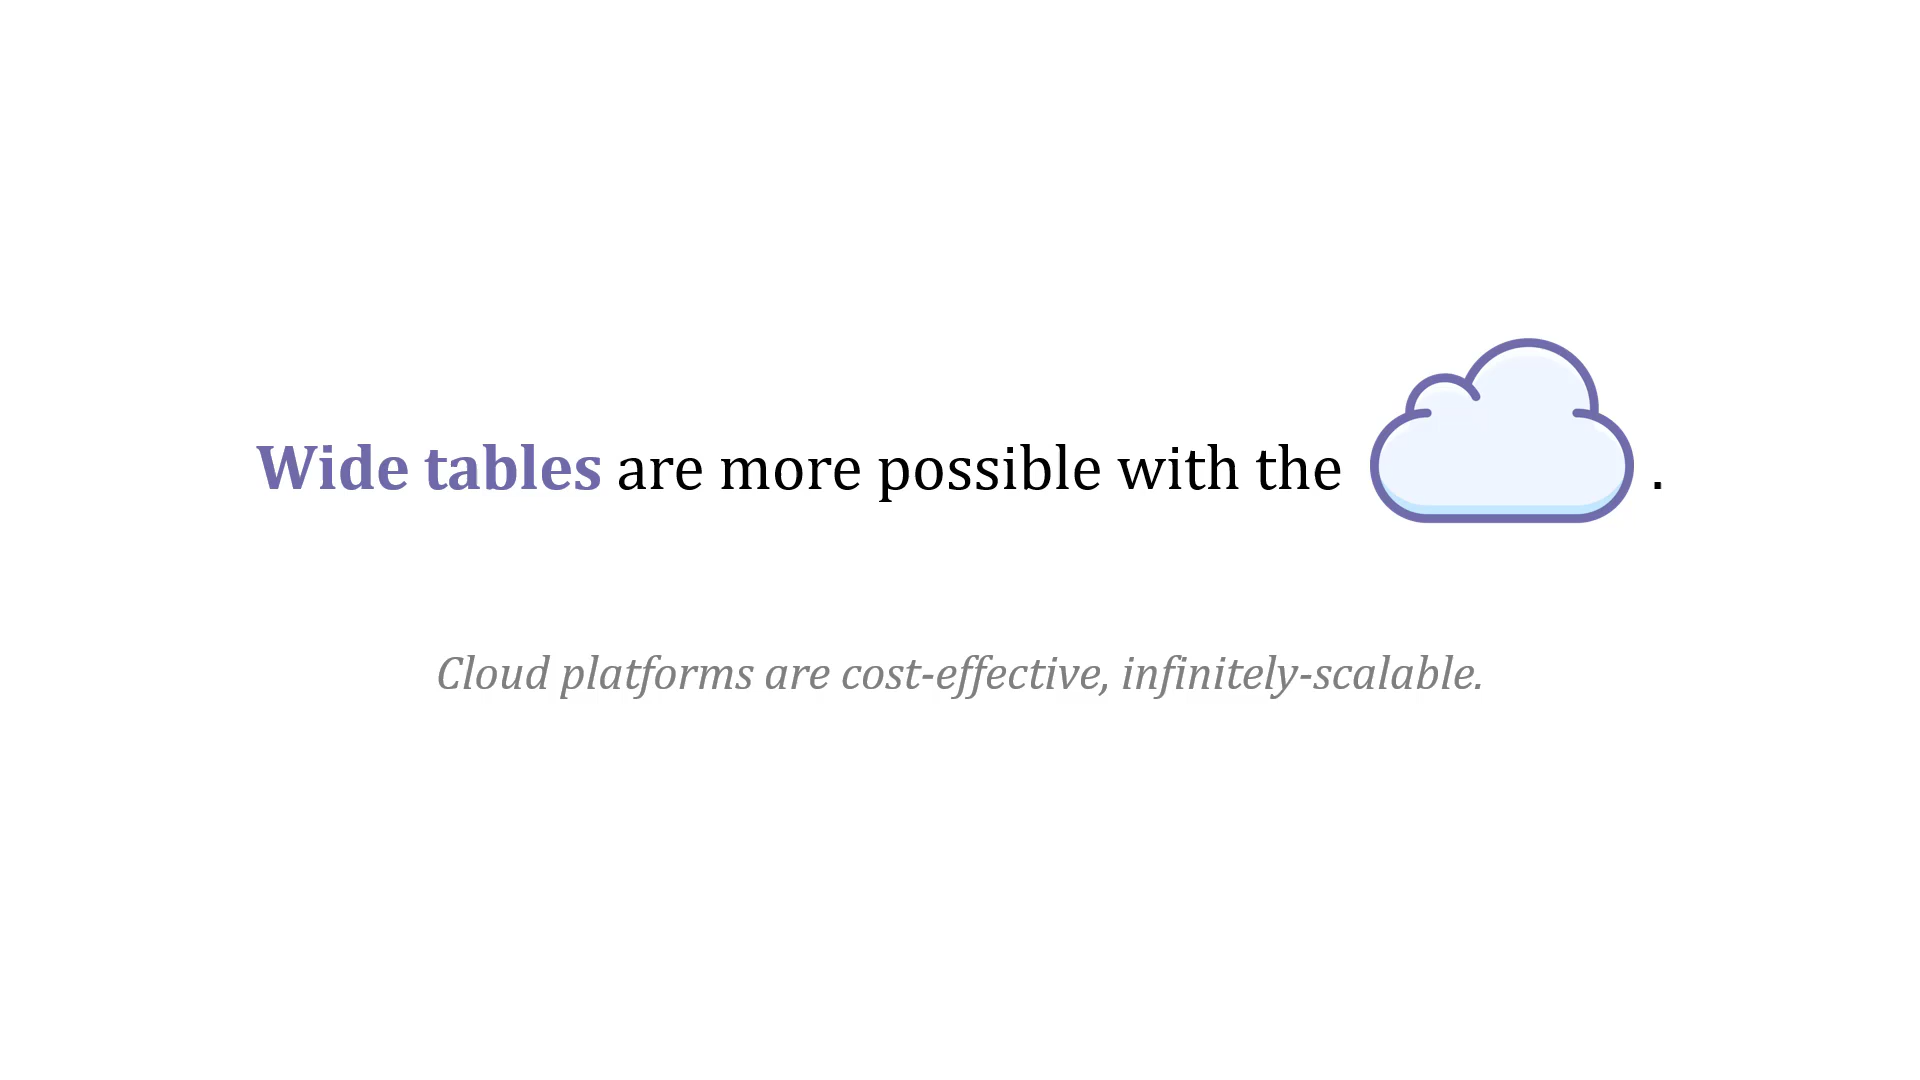 Wide tables are more possible with the .
Cloud platforms are cost-effective, infinitely-scalable.